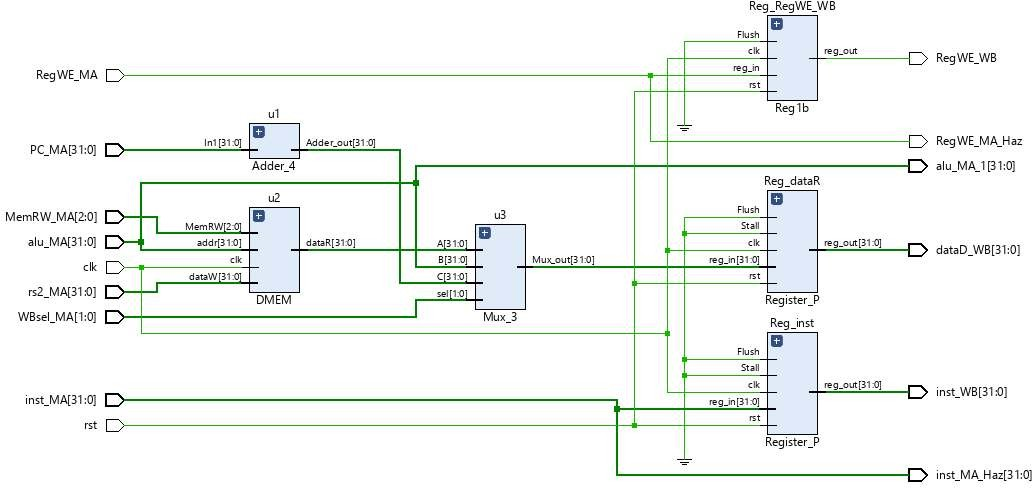 Reg_RegWE_WB
Flush
clk
reg_in
rst
reg_out
Reg1b
RegWE_MA
RegWE_WB
u1
In1[31:0]
Adder_out[31:0]
Adder_4
PC_MA[31:0]
RegWE_MA_Haz
alu_MA_1[31:0]
Reg_dataR
Flush
Stall
clk
reg_in[31:0]
rst
reg_out[31:0]
Register_P
dataD_WB[31:0]
u2
MemRW[2:0]
addr[31:0]
clk
dataW[31:0]
dataR[31:0]
DMEM
MemRW_MA[2:0]
alu_MA[31:0]
clk
rs2_MA[31:0]
WBsel_MA[1:0]
u3
A[31:0]
B[31:0]
C[31:0]
sel[1:0]
Mux_out[31:0]
Mux_3
Reg_inst
Flush
Stall
clk
reg_in[31:0]
rst
reg_out[31:0]
Register_P
inst_WB[31:0]
inst_MA[31:0]
rst
inst_MA_Haz[31:0]